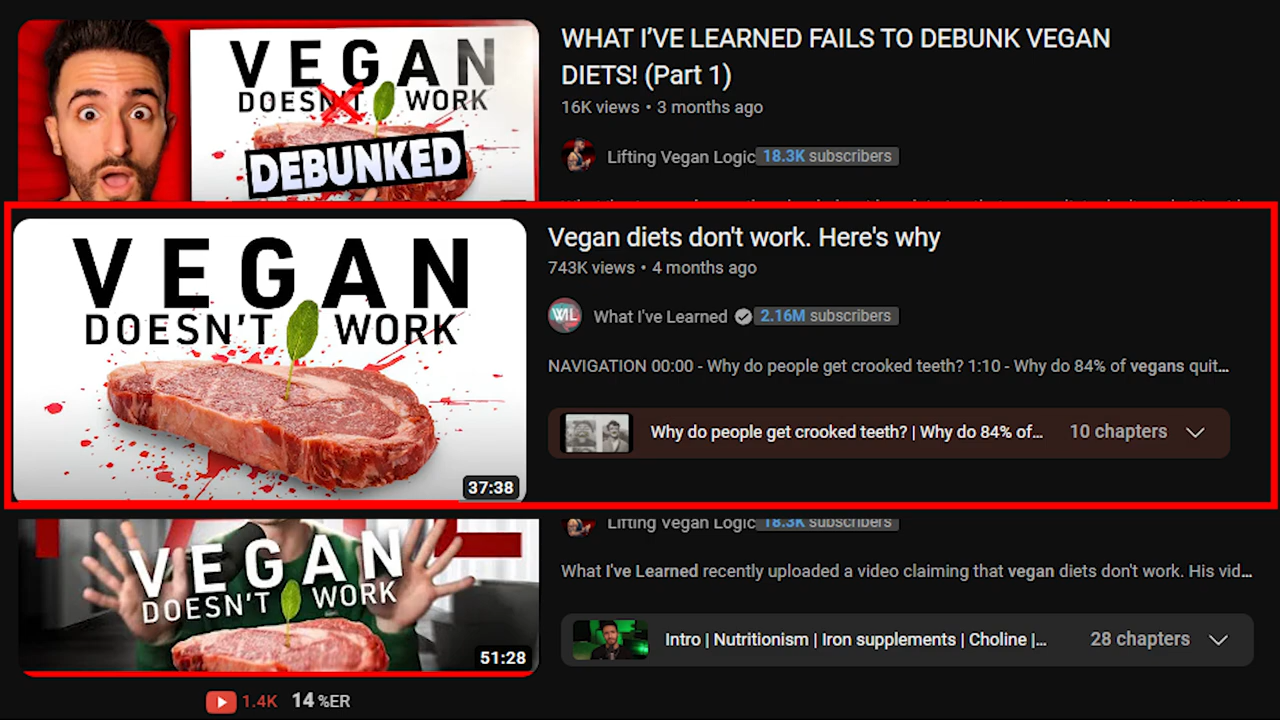 VEGAN
DOESN'T WORK
DEBUNKED
WHAT I'VE LEARNED FAILS TO DEBUNK VEGAN
DIETS! (Part 1)
16K views • 3 months ago
Lifting Vegan Logic 18.3K subscribers
VEGAN
DOESN'T WORK
37:38
Vegan diets don't work. Here's why
743K views • 4 months ago
WIL What I've Learned 2.16M subscribers
NAVIGATION 00:00 - Why do people get crooked teeth? 1:10 - Why do 84% of vegans quit...
Why do people get crooked teeth? | Why do 84% of... 10 chapters
VEGAN
DOESN'T WORK
51:28
Lifting Vegan Logic 18.3K subscribers
What I've Learned recently uploaded a video claiming that vegan diets don't work. His vid...
Intro | Nutritionism | Iron supplements | Choline |... 28 chapters
1.4K 14 %ER